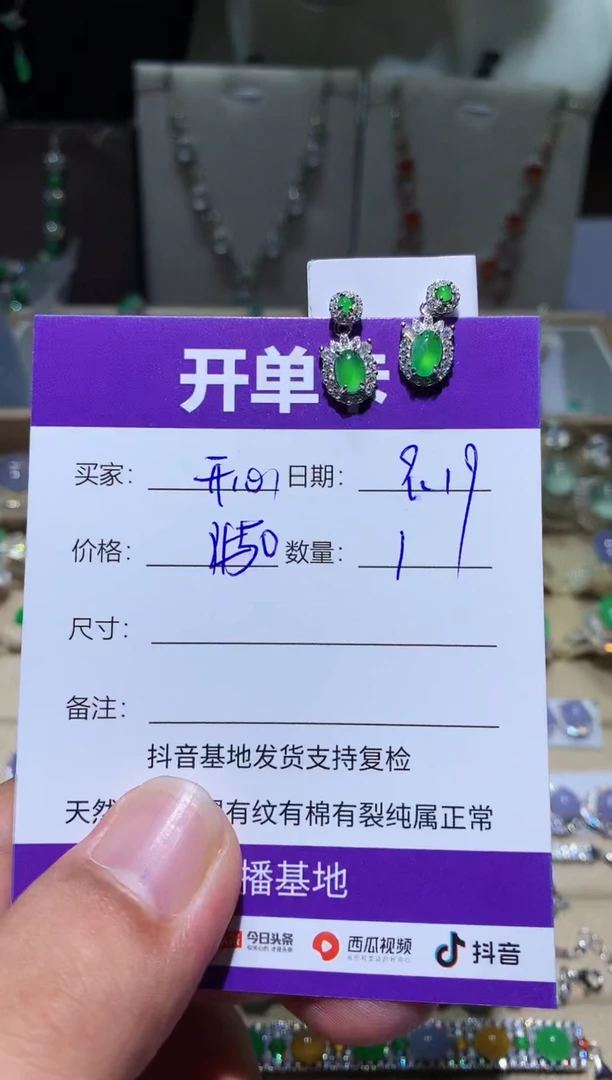 开单
买家： 日期：
价格： 数量：1
尺寸：
备注：
抖音基地发货支持复检
天然 有纹有棉有裂纯属正常
播基地
今日头条 西瓜视频 抖音